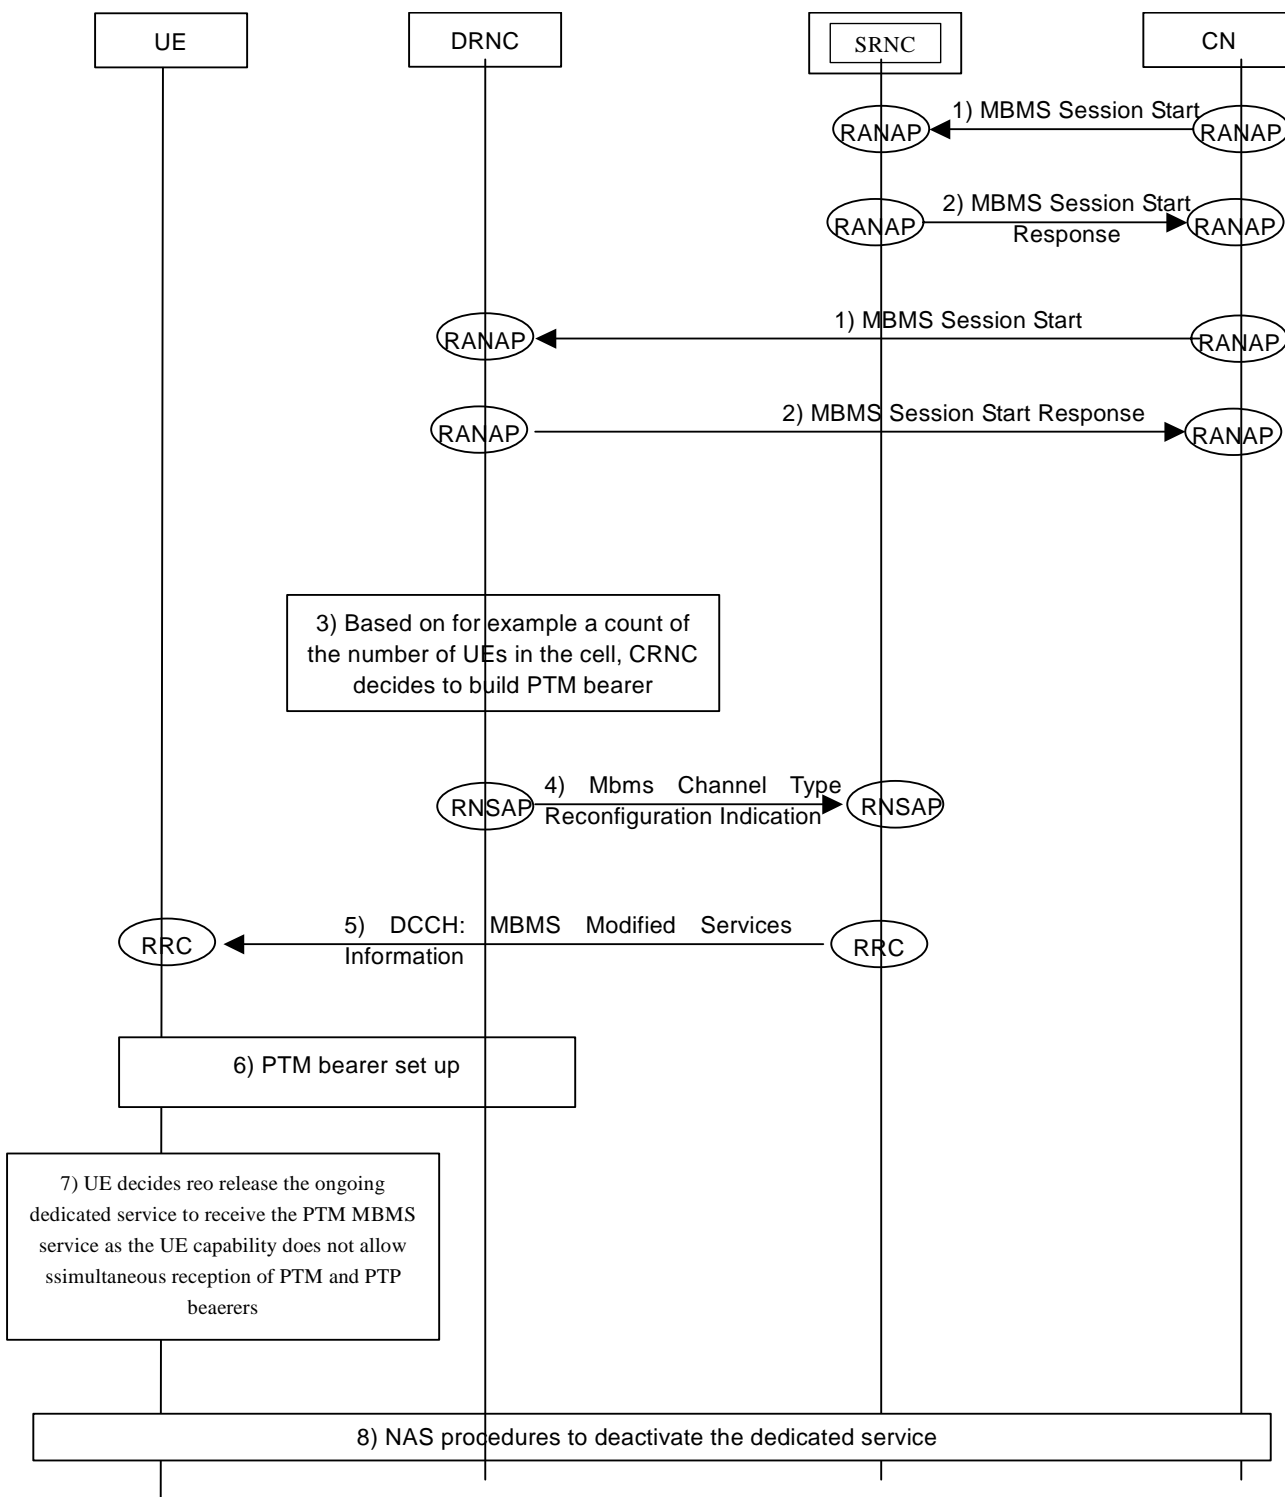 UE
DRNC
SRNC
CN
1) MBMS Session Start
RANAP
RANAP
2) MBMS Session Start
Response
RANAP
RANAP
1) MBMS Session Start
RANAP
RANAP
2) MBMS Session Start Response
RANAP
RANAP
3) Based on for example a count of
the number of UEs in the cell, CRNC
decides to build PTM bearer
4) Mbms Channel Type
Reconfiguration Indication
RNSAP
RNSAP
5) DCCH: MBMS Modified Services
Information
RRC
RRC
6) PTM bearer set up
7) UE decides reo release the ongoing
dedicated service to receive the PTM MBMS
service as the UE capability does not allow
ssimultaneous reception of PTM and PTP
beaerers
8) NAS procedures to deactivate the dedicated service